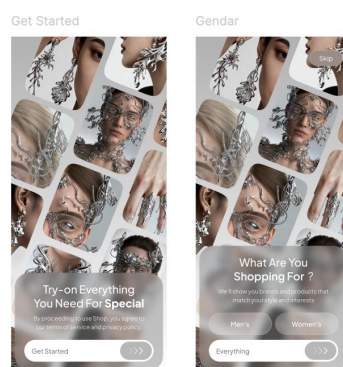 Get Started
Gendar
Skip
Try-on Everything
You Need For Special
By proceeding to use Shop, you agree to
our terms of service and privacy policy.
Get Started
What Are You
Shopping For ?
We'll show you brands and products that
match your style and interests
Men's
Women's
Everything